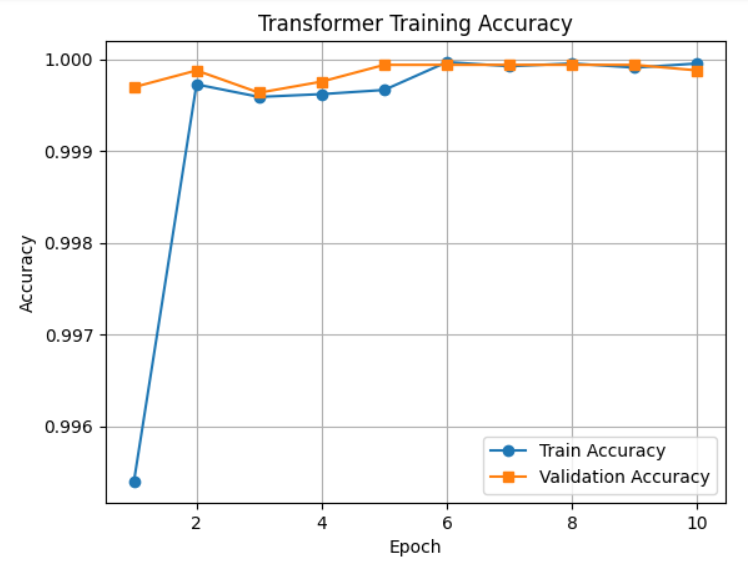 Transformer Training Accuracy
1.000
0.999
0.998
0.997
0.996
Accuracy
Train Accuracy
Validation Accuracy
2 4 6 8 10
Epoch